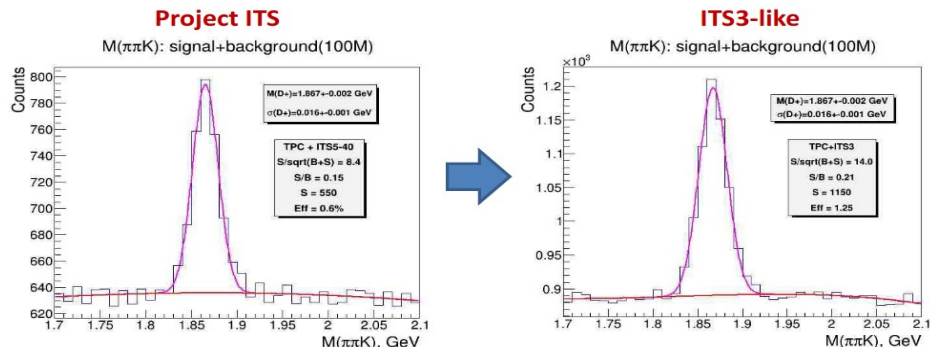 Project ITS
M(ππK): signal+background(100M)
Counts
800
780
760
740
720
700
680
660
640
620
M(D+)=1.867+-0.002 GeV
σ(D+)=0.016+-0.001 GeV
TPC + ITS5-40
S/sqrt(B+S) = 8.4
S/B = 0.15
S = 550
Eff = 0.6%
1.7 1.75 1.8 1.85 1.9 1.95 2 2.05 2.1
M(ππK), GeV
ITS3-like
M(ππK): signal+background(100M)
×10³
Counts
1.2
1.15
1.1
1.05
1
0.95
0.9
M(D+)=1.867+-0.002 GeV
σ(D+)=0.016+-0.001 GeV
TPC+ITS3
S/sqrt(B+S) = 14.0
S/B = 0.21
S = 1150
Eff = 1.25
1.7 1.75 1.8 1.85 1.9 1.95 2 2.05 2.1
M(ππK), GeV